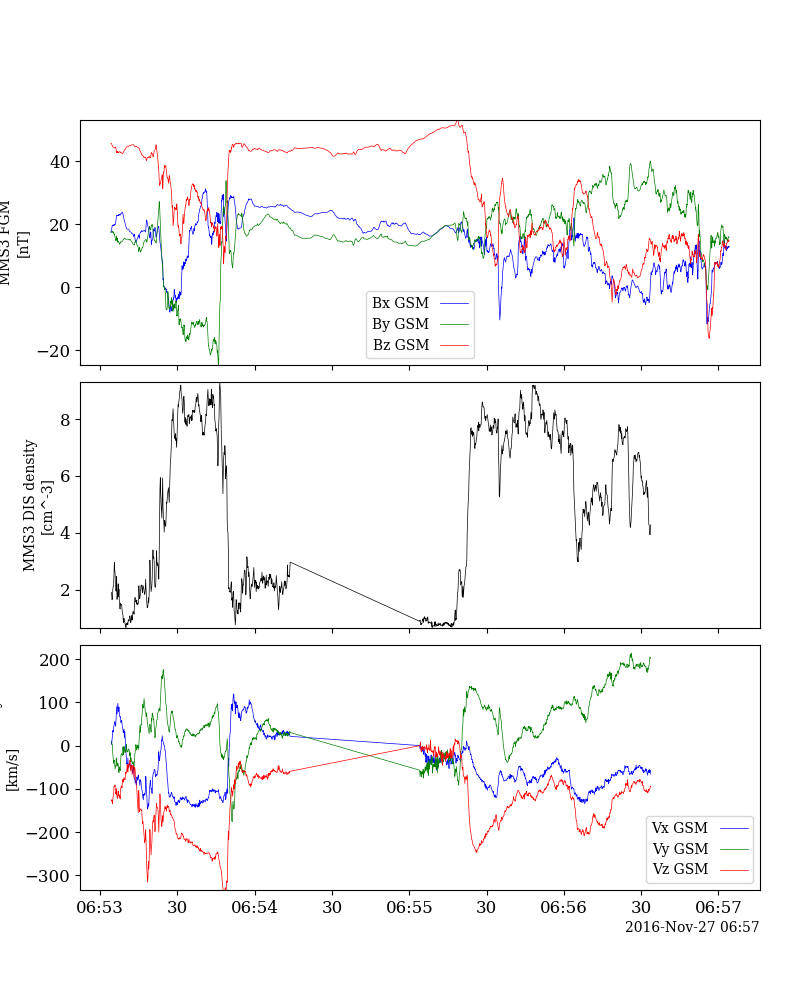 40
20
0
−20
MMS3 FGM
[nT]
Bx GSM
By GSM
Bz GSM
8
6
4
2
MMS3 DIS density
[cm^-3]
200
100
0
−100
−200
−300
[km/s]
Vx GSM
Vy GSM
Vz GSM
06:53
30
06:54
30
06:55
30
06:56
30
06:57
2016-Nov-27 06:57